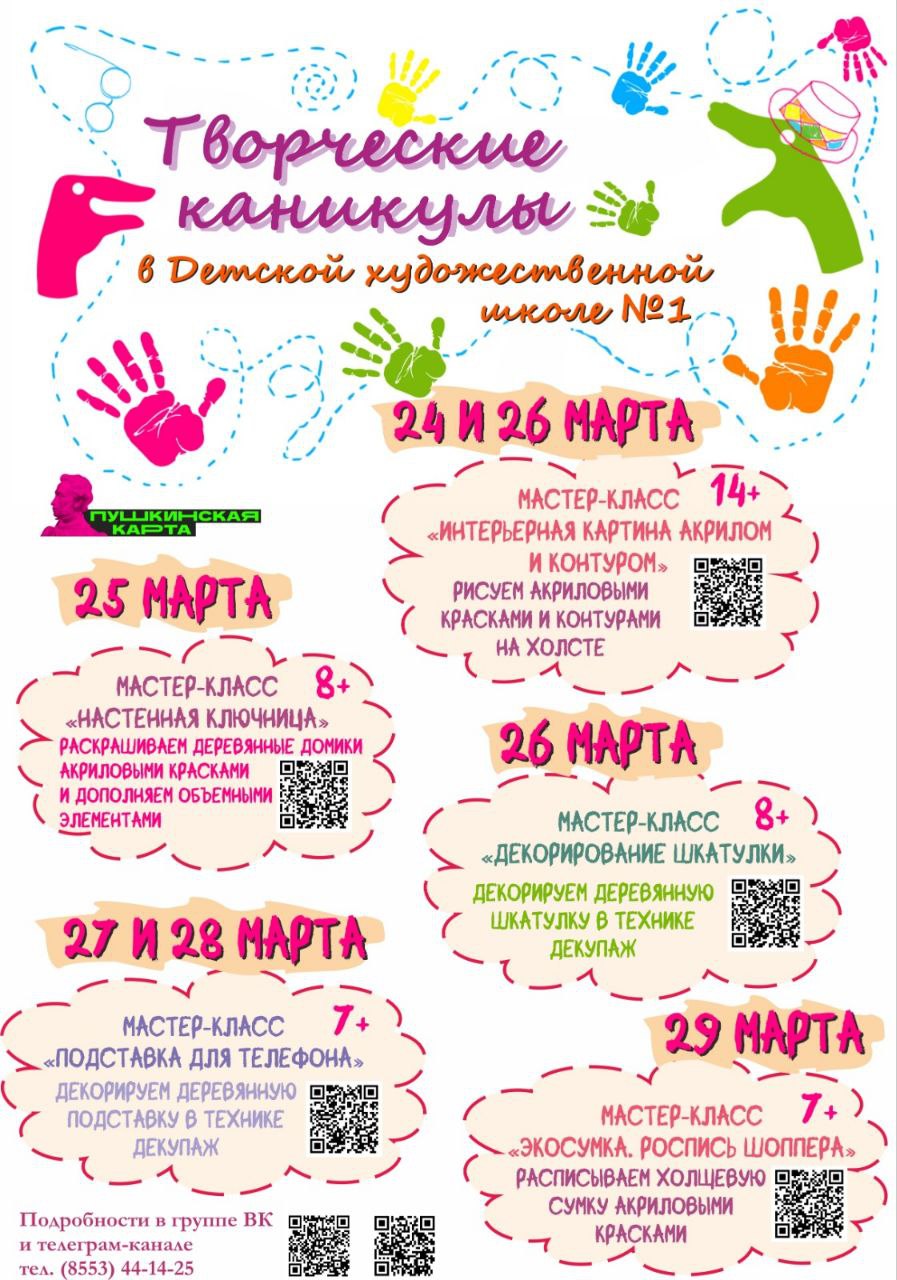 Творческие
каникулы
в Детской художественной
школе №1
24 И 26 МАРТА
МАСТЕР-КЛАСС 14+
«ИНТЕРЬЕРНАЯ КАРТИНА АКРИЛОМ
И КОНТУРОМ»
РИСУЕМ АКРИЛОВЫМИ
КРАСКАМИ И КОНТУРАМИ
НА ХОЛСТЕ
ПУШКИНСКАЯ
КАРТА
25 МАРТА
МАСТЕР-КЛАСС 8+
«НАСТЕННАЯ КЛЮЧНИЦА»
РАСКРАШИВАЕМ ДЕРЕВЯННЫЕ ДОМИКИ
АКРИЛОВЫМИ КРАСКАМИ
И ДОПОЛНЯЕМ ОБЪЕМНЫМИ
ЭЛЕМЕНТАМИ
26 МАРТА
МАСТЕР-КЛАСС 8+
«ДЕКОРИРОВАНИЕ ШКАТУЛКИ»
ДЕКОРИРУЕМ ДЕРЕВЯННУЮ
ШКАТУЛКУ В ТЕХНИКЕ
ДЕКУПАЖ
27 И 28 МАРТА
МАСТЕР-КЛАСС 7+
«ПОДСТАВКА ДЛЯ ТЕЛЕФОНА»
ДЕКОРИРУЕМ ДЕРЕВЯННУЮ
ПОДСТАВКУ В ТЕХНИКЕ
ДЕКУПАЖ
29 МАРТА
МАСТЕР-КЛАСС 7+
«ЭКОСУМКА. РОСПИСЬ ШОППЕРА»
РАСПИСЫВАЕМ ХОЛЩЕВУЮ
СУМКУ АКРИЛОВЫМИ
КРАСКАМИ
Подробности в группе ВК
и телеграм-канале
тел. (8553) 44-14-25